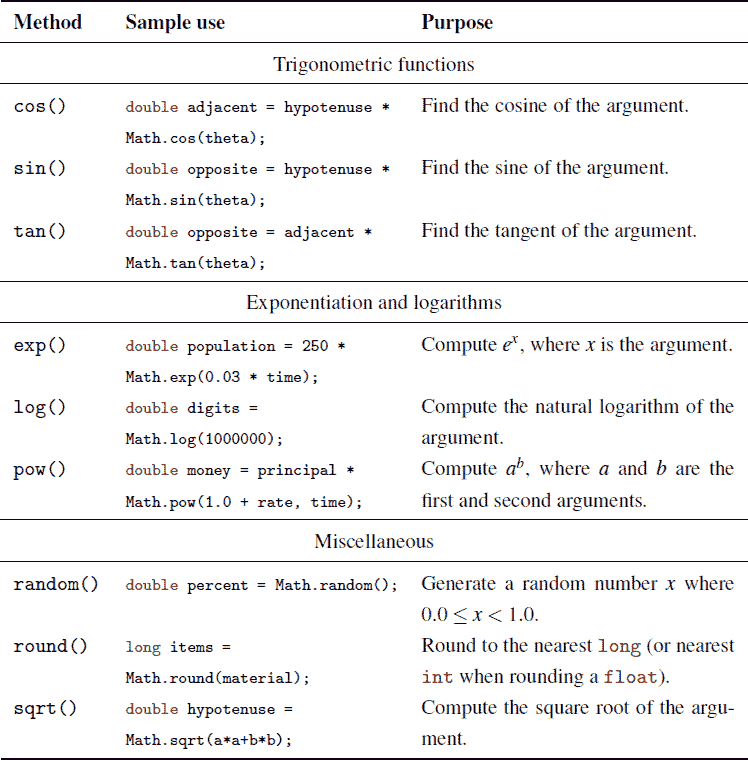 Method Sample use Purpose
Trigonometric functions
cos() double adjacent = hypotenuse * Find the cosine of the argument.
Math.cos(theta);
sin() double opposite = hypotenuse * Find the sine of the argument.
Math.sin(theta);
tan() double opposite = adjacent * Find the tangent of the argument.
Math.tan(theta);
Exponentiation and logarithms
exp() double population = 250 * Compute eˣ, where x is the argument.
Math.exp(0.03 * time);
log() double digits = Compute the natural logarithm of the
Math.log(1000000); argument.
pow() double money = principal * Compute aᵇ, where a and b are the
Math.pow(1.0 + rate, time); first and second arguments.
Miscellaneous
random() double percent = Math.random(); Generate a random number x where
0.0 ≤ x < 1.0.
round() long items = Round to the nearest long (or nearest
Math.round(material); int when rounding a float).
sqrt() double hypotenuse = Compute the square root of the argu-
Math.sqrt(a*a+b*b); ment.